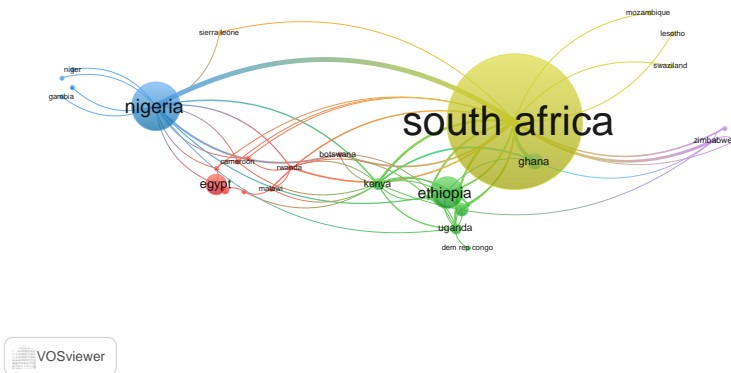 mozambique
sierra leone
lesotho
swaziland
niger
gambia
nigeria
south africa
zimbabwe
botswana
ghana
cameroon
rwanda
egypt
malawi
kenya
ethiopia
uganda
dem rep congo
VOSviewer